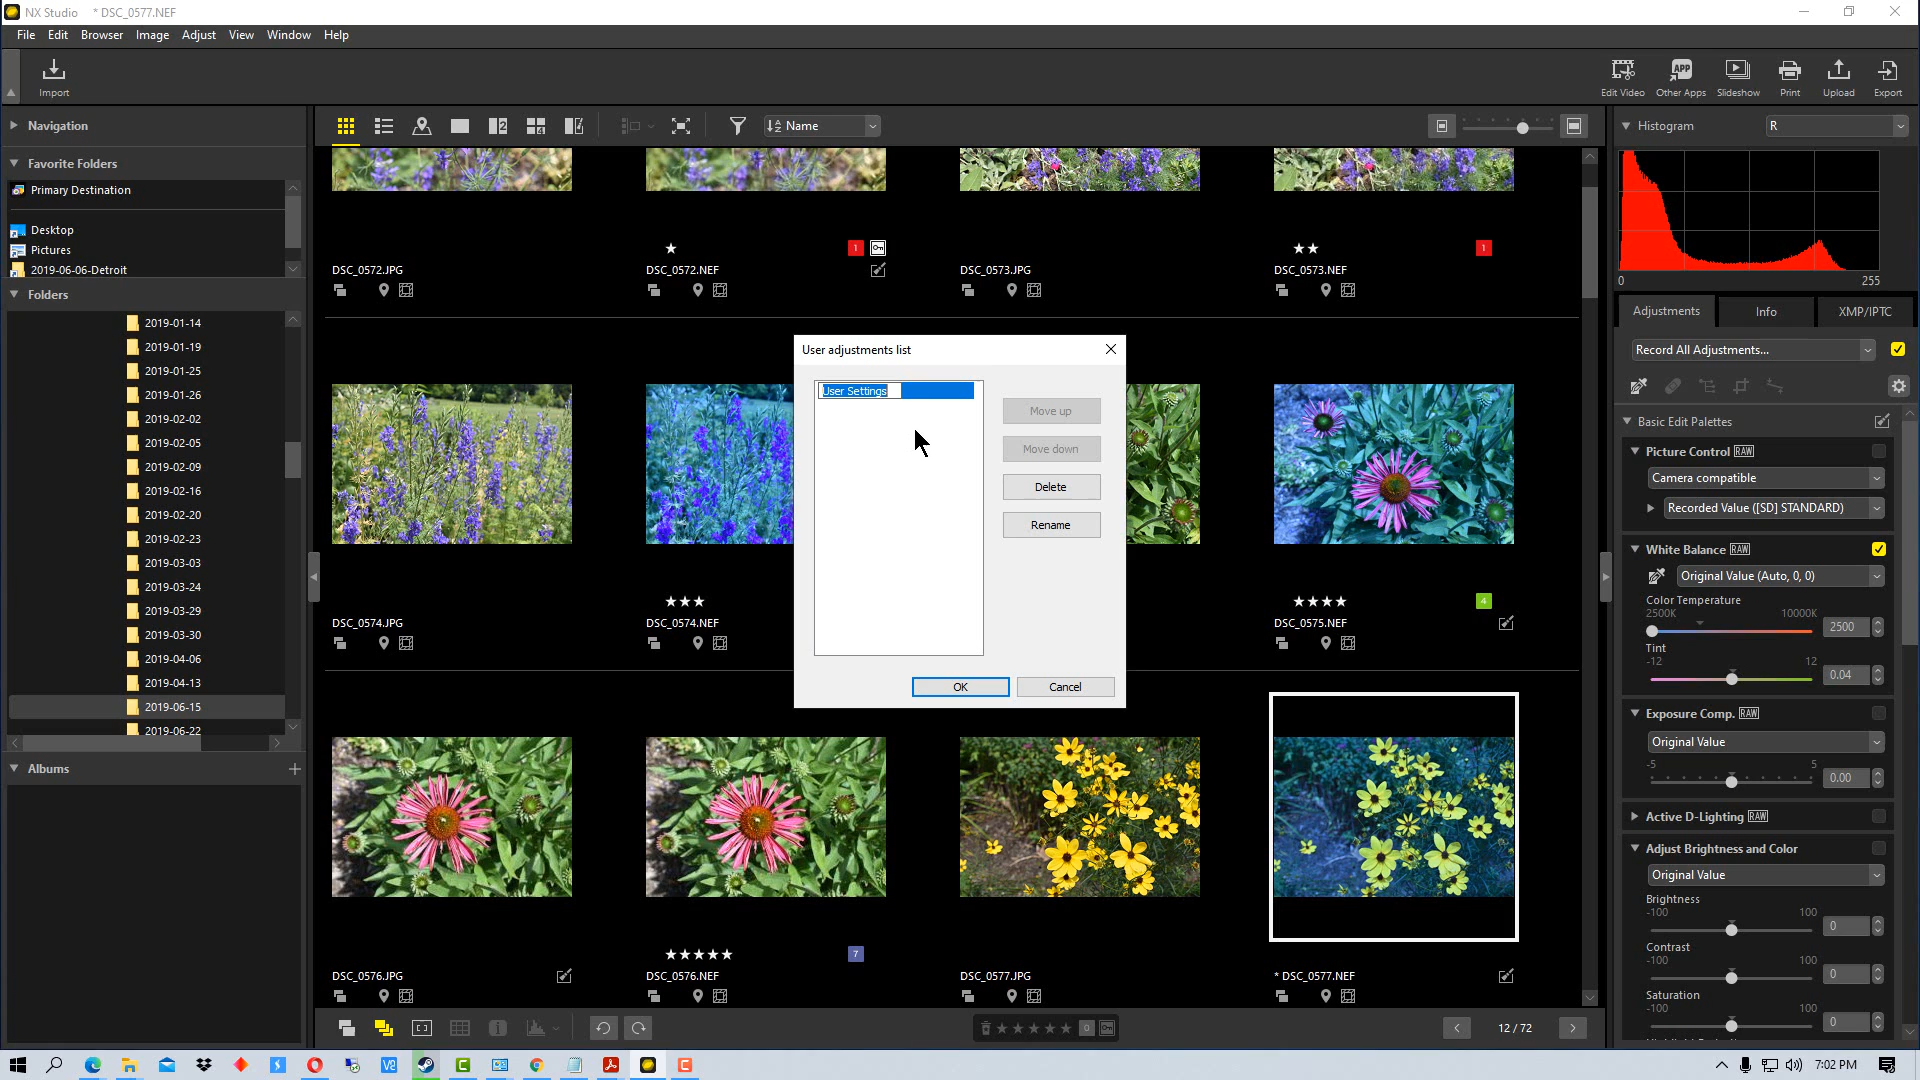 NX Studio * DSC_0577.NEF
File Edit Browser Image Adjust View Window Help
Import
Edit Video Other Apps Slideshow Print Upload Export
APP
Navigation
Favorite Folders
Primary Destination
Desktop
Pictures
2019-06-06-Detroit
Folders
2019-01-14
2019-01-19
2019-01-25
2019-01-26
2019-02-02
2019-02-05
2019-02-09
2019-02-16
2019-02-20
2019-02-23
2019-03-03
2019-03-24
2019-03-29
2019-03-30
2019-04-06
2019-04-13
2019-06-15
2019-06-22
Albums
Name
1
1
DSC_0572.JPG
DSC_0572.NEF
DSC_0573.JPG
DSC_0573.NEF
4
DSC_0574.JPG
DSC_0574.NEF
DSC_0575.NEF
7
DSC_0576.JPG
DSC_0576.NEF
DSC_0577.JPG
* DSC_0577.NEF
0
12 / 72
User adjustments list
User Settings
Move up
Move down
Delete
Rename
OK
Cancel
Histogram
R
0 255
Adjustments Info XMP/IPTC
Record All Adjustments...
Basic Edit Palettes
Picture Control RAW
Camera compatible
Recorded Value ([SD] STANDARD)
White Balance RAW
Original Value (Auto, 0, 0)
Color Temperature
2500K 10000K
2500
Tint
-12 12
0.04
Exposure Comp. RAW
Original Value
-5 5
0.00
Active D-Lighting RAW
Adjust Brightness and Color
Original Value
Brightness
-100 100
0
Contrast
-100 100
0
Saturation
-100 100
0
7:02 PM